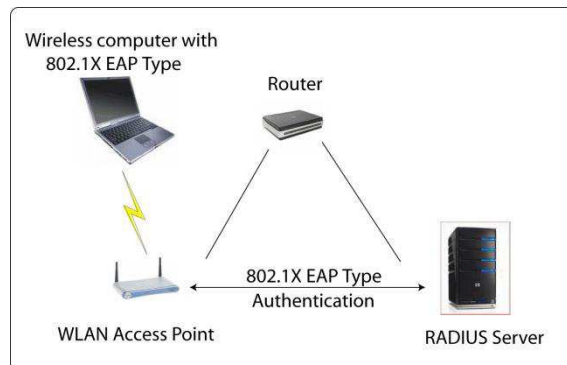 Wireless computer with
802.1X EAP Type
Router
802.1X EAP Type
Authentication
WLAN Access Point
RADIUS Server